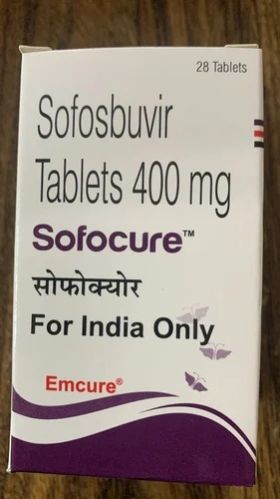 28 Tablets
Sofosbuvir
Tablets 400 mg
Sofocure™
सोफोक्योर
For India Only
Emcure®